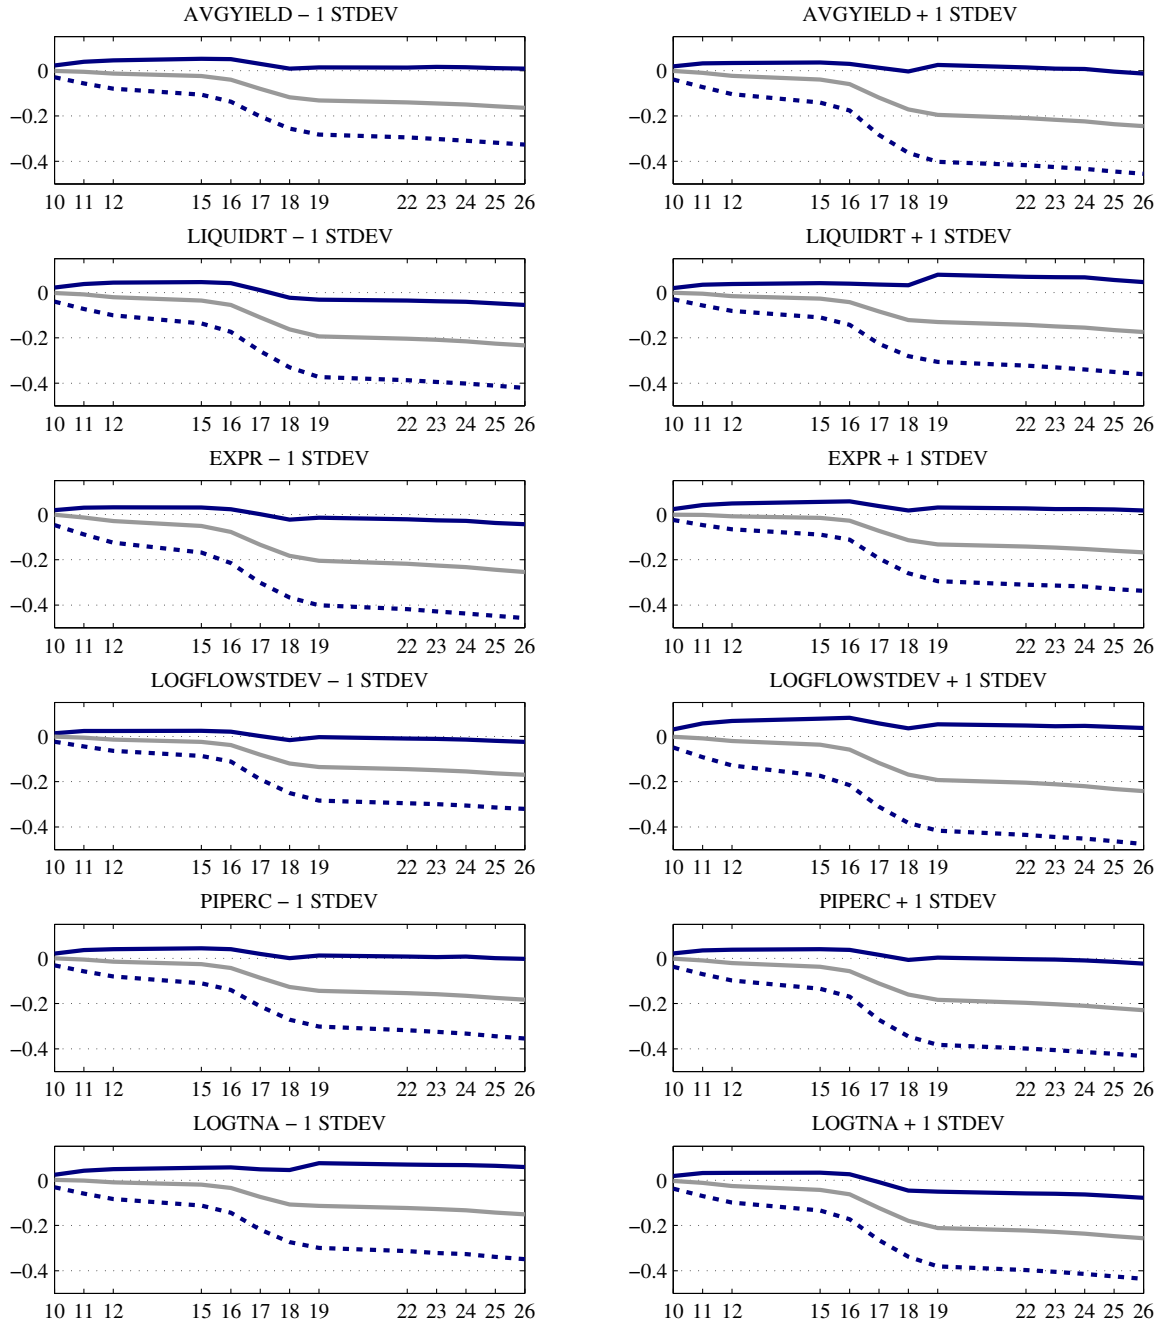 AVGYIELD − 1 STDEV
0
−0.2
−0.4
10 11 12 15 16 17 18 19 22 23 24 25 26
AVGYIELD + 1 STDEV
0
−0.2
−0.4
10 11 12 15 16 17 18 19 22 23 24 25 26
LIQUIDRT − 1 STDEV
0
−0.2
−0.4
10 11 12 15 16 17 18 19 22 23 24 25 26
LIQUIDRT + 1 STDEV
0
−0.2
−0.4
10 11 12 15 16 17 18 19 22 23 24 25 26
EXPR − 1 STDEV
0
−0.2
−0.4
10 11 12 15 16 17 18 19 22 23 24 25 26
EXPR + 1 STDEV
0
−0.2
−0.4
10 11 12 15 16 17 18 19 22 23 24 25 26
LOGFLOWSTDEV − 1 STDEV
0
−0.2
−0.4
10 11 12 15 16 17 18 19 22 23 24 25 26
LOGFLOWSTDEV + 1 STDEV
0
−0.2
−0.4
10 11 12 15 16 17 18 19 22 23 24 25 26
PIPERC − 1 STDEV
0
−0.2
−0.4
10 11 12 15 16 17 18 19 22 23 24 25 26
PIPERC + 1 STDEV
0
−0.2
−0.4
10 11 12 15 16 17 18 19 22 23 24 25 26
LOGTNA − 1 STDEV
0
−0.2
−0.4
10 11 12 15 16 17 18 19 22 23 24 25 26
LOGTNA + 1 STDEV
0
−0.2
−0.4
10 11 12 15 16 17 18 19 22 23 24 25 26